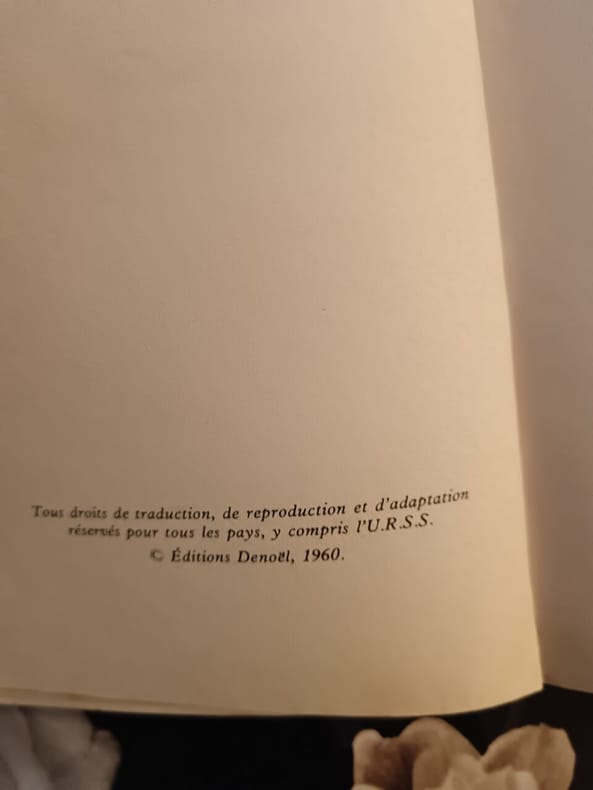 Tous droits de traduction, de reproduction et d'adaptation
réservés pour tous les pays, y compris l'U.R.S.S.
© Éditions Denoël, 1960.